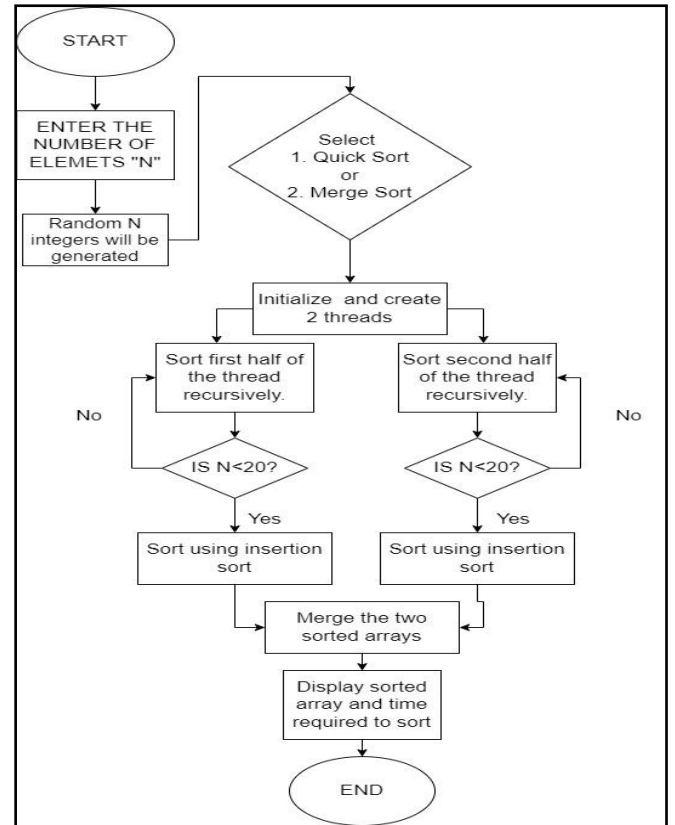 START
ENTER THE
NUMBER OF
ELEMETS "N"
Random N
integers will be
generated
Select
1. Quick Sort
or
2. Merge Sort
Initialize and create
2 threads
Sort first half of
the thread
recursively.
Sort second half
of the thread
recursively.
No
No
IS N<20?
IS N<20?
Yes
Yes
Sort using insertion
sort
Sort using insertion
sort
Merge the two
sorted arrays
Display sorted
array and time
required to sort
END